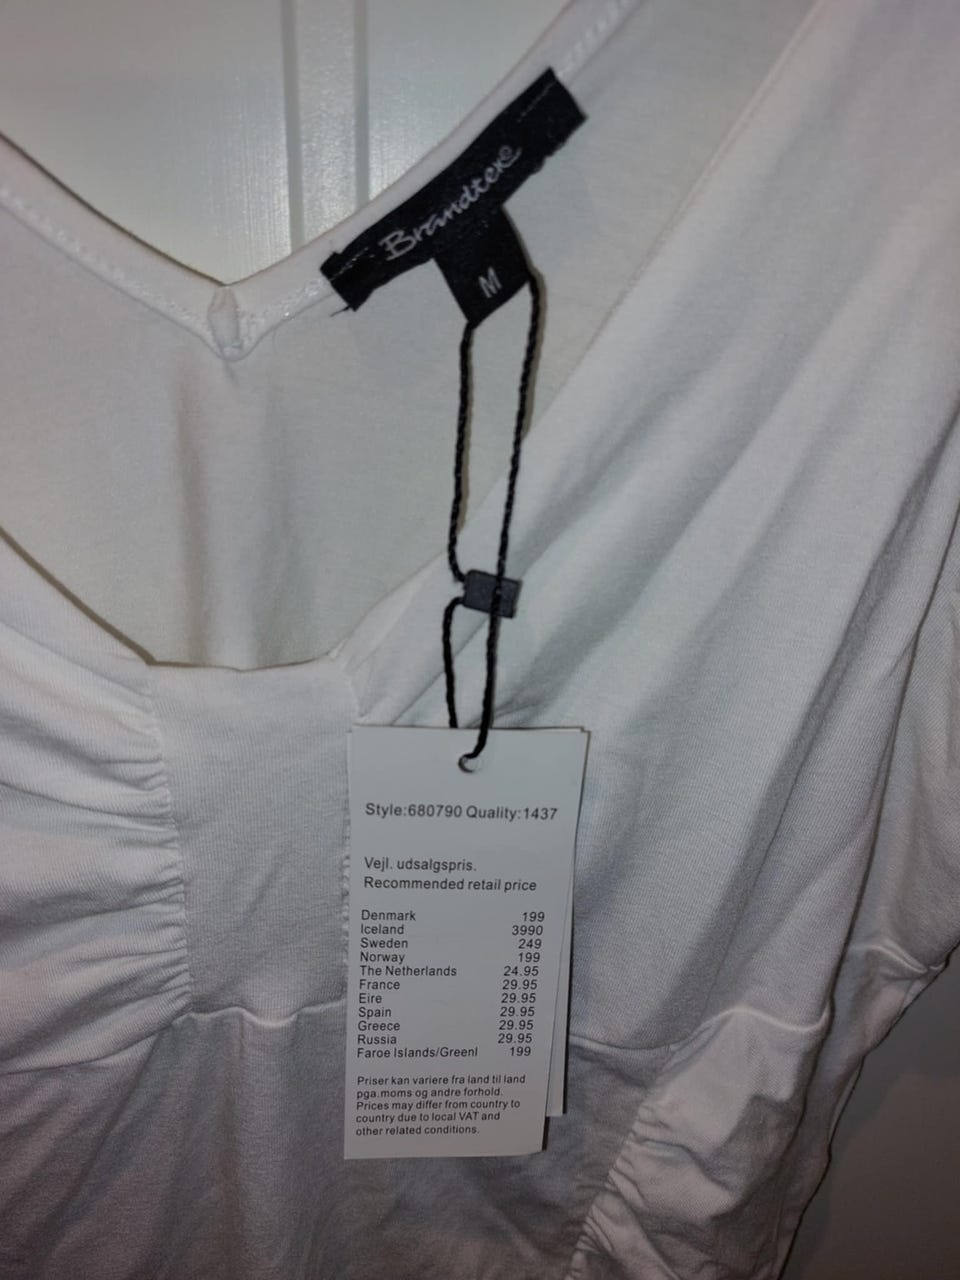 Brandtex®
M
Style:680790 Quality:1437
Vejl. udsalgspris.
Recommended retail price
Denmark 199
Iceland 3990
Sweden 249
Norway 199
The Netherlands 24.95
France 29.95
Eire 29.95
Spain 29.95
Greece 29.95
Russia 29.95
Faroe Islands/Greenl 199
Priser kan variere fra land til land
pga.moms og andre forhold.
Prices may differ from country to
country due to local VAT and
other related conditions.